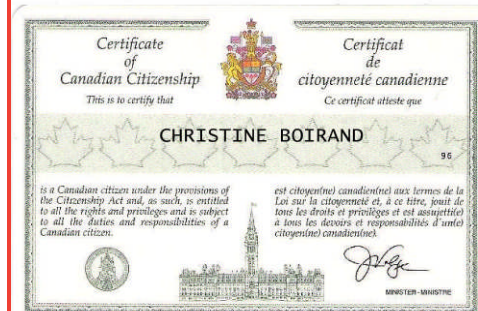 Certificate
of
Canadian Citizenship
This is to certify that
Certificat
de
citoyenneté canadienne
Ce certificat atteste que
CHRISTINE BOIRAND
96
is a Canadian citizen under the provisions of
the Citizenship Act and, as such, is entitled
to all the rights and privileges and is subject
to all the duties and responsibilities of a
Canadian citizen.
est citoyen(ne) canadien(ne) aux termes de la
Loi sur la citoyenneté et, à ce titre, jouit de
tous les droits et privilèges et est assujetti(e)
à tous les devoirs et responsabilités d'un(e)
citoyen(ne) canadien(ne).
MINISTER - MINISTRE